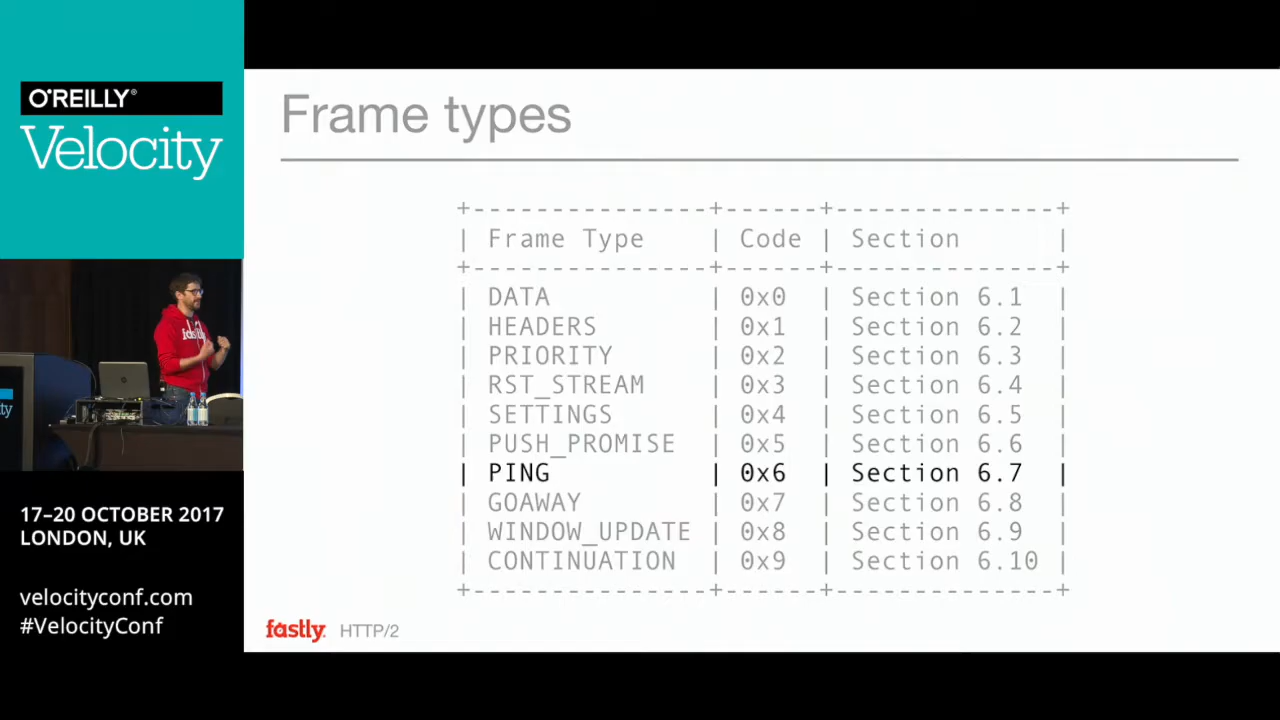 O'REILLY®
Velocity
17–20 OCTOBER 2017
LONDON, UK
velocityconf.com
#VelocityConf
Frame types
+---------------+------+--------------+
| Frame Type | Code | Section |
+---------------+------+--------------+
| DATA | 0x0 | Section 6.1 |
| HEADERS | 0x1 | Section 6.2 |
| PRIORITY | 0x2 | Section 6.3 |
| RST_STREAM | 0x3 | Section 6.4 |
| SETTINGS | 0x4 | Section 6.5 |
| PUSH_PROMISE | 0x5 | Section 6.6 |
| PING | 0x6 | Section 6.7 |
| GOAWAY | 0x7 | Section 6.8 |
| WINDOW_UPDATE | 0x8 | Section 6.9 |
| CONTINUATION | 0x9 | Section 6.10 |
+---------------+------+--------------+
fastly HTTP/2